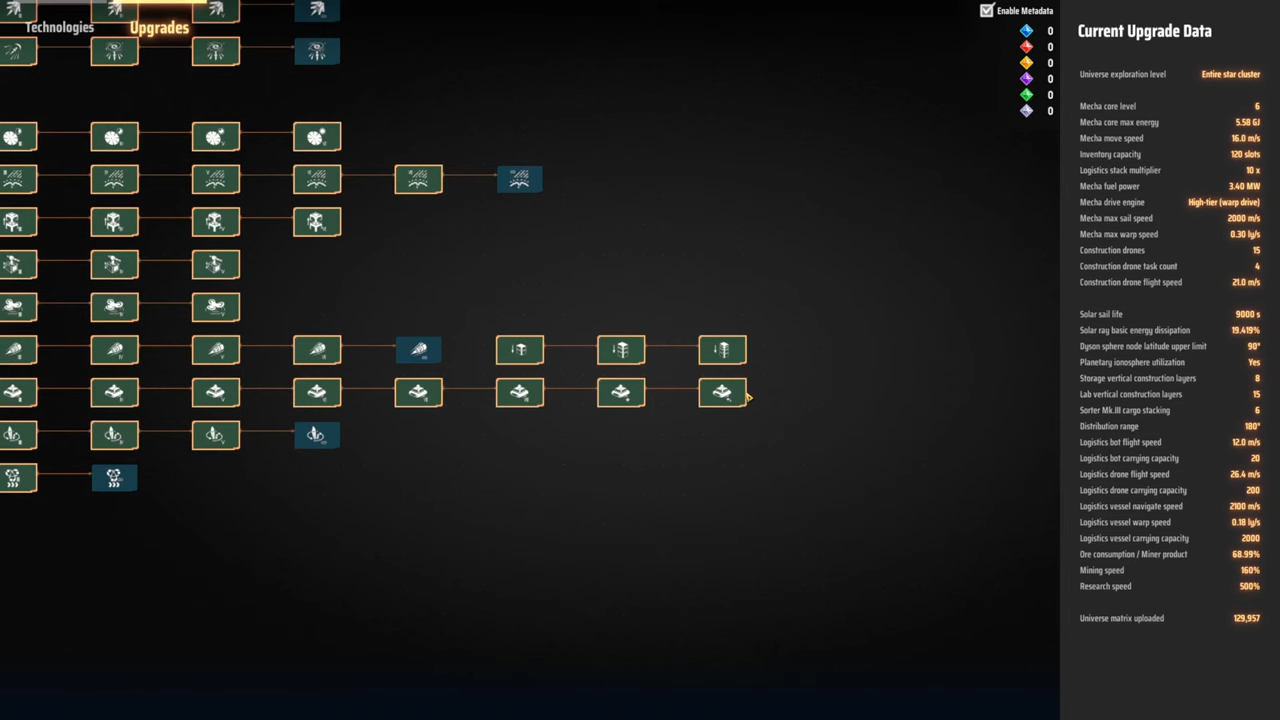 Technologies
Upgrades
Enable Metadata
0
0
0
0
0
0
Current Upgrade Data
Universe exploration level Entire star cluster
Mecha core level 6
Mecha core max energy 5.58 GJ
Mecha move speed 16.0 m/s
Inventory capacity 120 slots
Logistics stack multiplier 10 x
Mecha fuel power 3.40 MW
Mecha drive engine High-tier (warp drive)
Mecha max sail speed 2000 m/s
Mecha max warp speed 0.30 ly/s
Construction drones 15
Construction drone task count 4
Construction drone flight speed 21.0 m/s
Solar sail life 9000 s
Solar ray basic energy dissipation 19.419%
Dyson sphere node latitude upper limit 90°
Planetary ionosphere utilization Yes
Storage vertical construction layers 8
Lab vertical construction layers 15
Sorter Mk.III cargo stacking 6
Distribution range 180°
Logistics bot flight speed 12.0 m/s
Logistics bot carrying capacity 20
Logistics drone flight speed 26.4 m/s
Logistics drone carrying capacity 200
Logistics vessel navigate speed 2100 m/s
Logistics vessel warp speed 0.18 ly/s
Logistics vessel carrying capacity 2000
Ore consumption / Miner product 68.99%
Mining speed 160%
Research speed 500%
Universe matrix uploaded 129,957